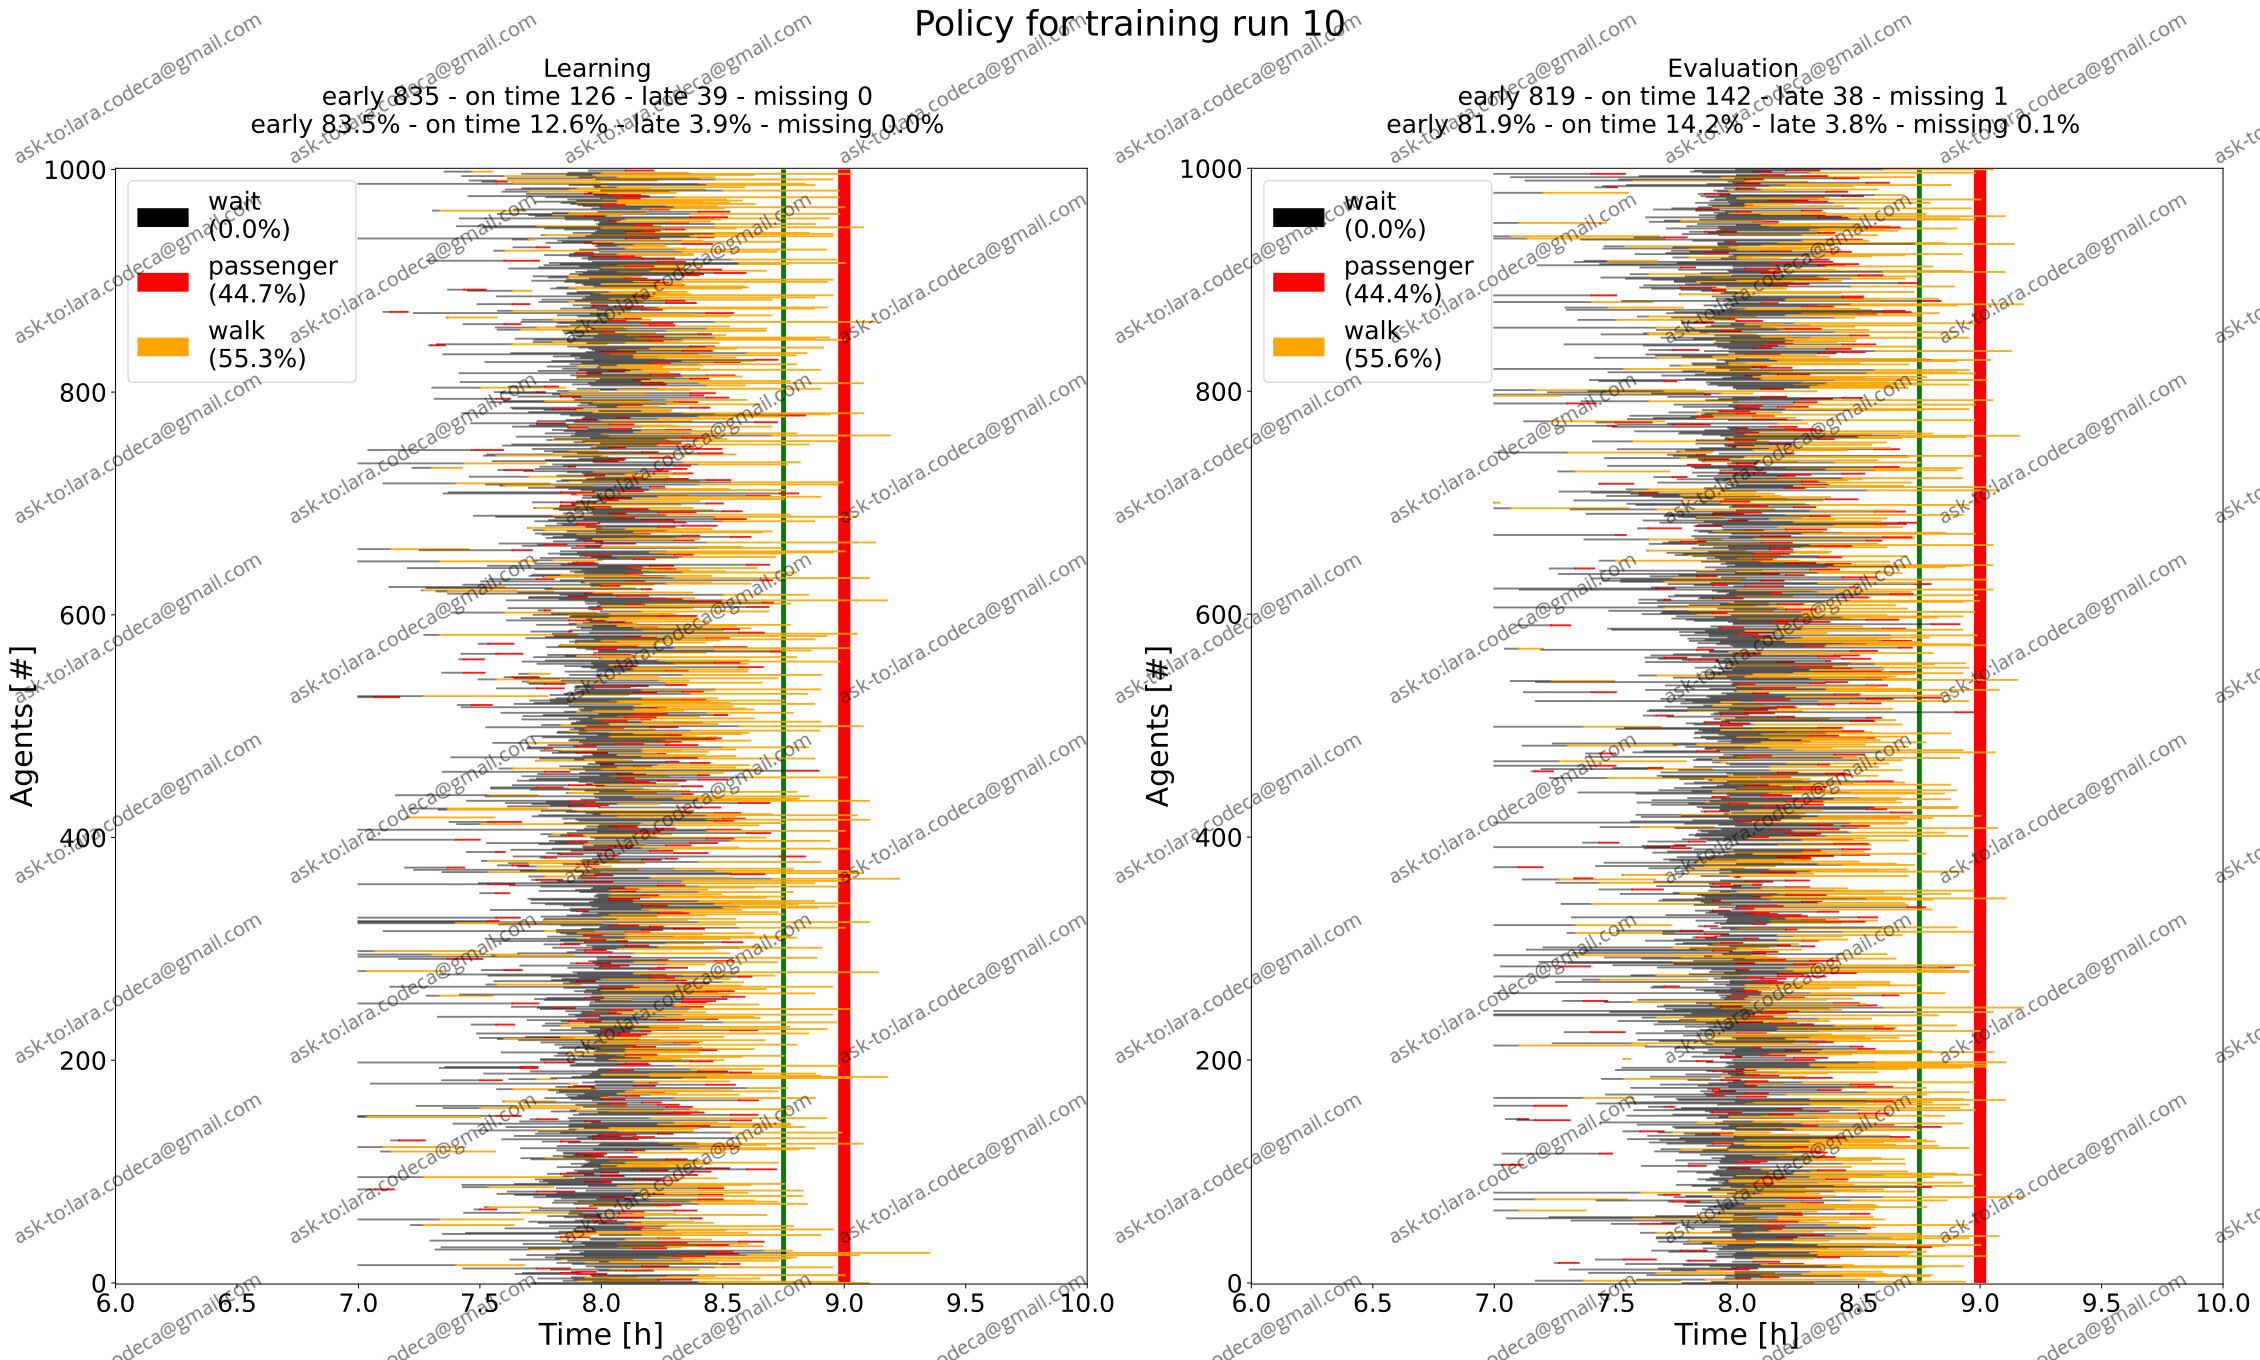 Policy for training run 10
Learning
early 835 - on time 126 - late 39 - missing 0
early 83.5% - on time 12.6% - late 3.9% - missing 0.0%
1000
800
600
400
200
0
Agents [#]
wait
(0.0%)
passenger
(44.7%)
walk
(55.3%)
6.0 6.5 7.0 7.5 8.0 8.5 9.0 9.5 10.0
Time [h]
Evaluation
early 819 - on time 142 - late 38 - missing 1
early 81.9% - on time 14.2% - late 3.8% - missing 0.1%
1000
800
600
400
200
0
Agents [#]
wait
(0.0%)
passenger
(44.4%)
walk
(55.6%)
6.0 6.5 7.0 7.5 8.0 8.5 9.0 9.5 10.0
Time [h]
ask-to:lara.codeca@gmail.com